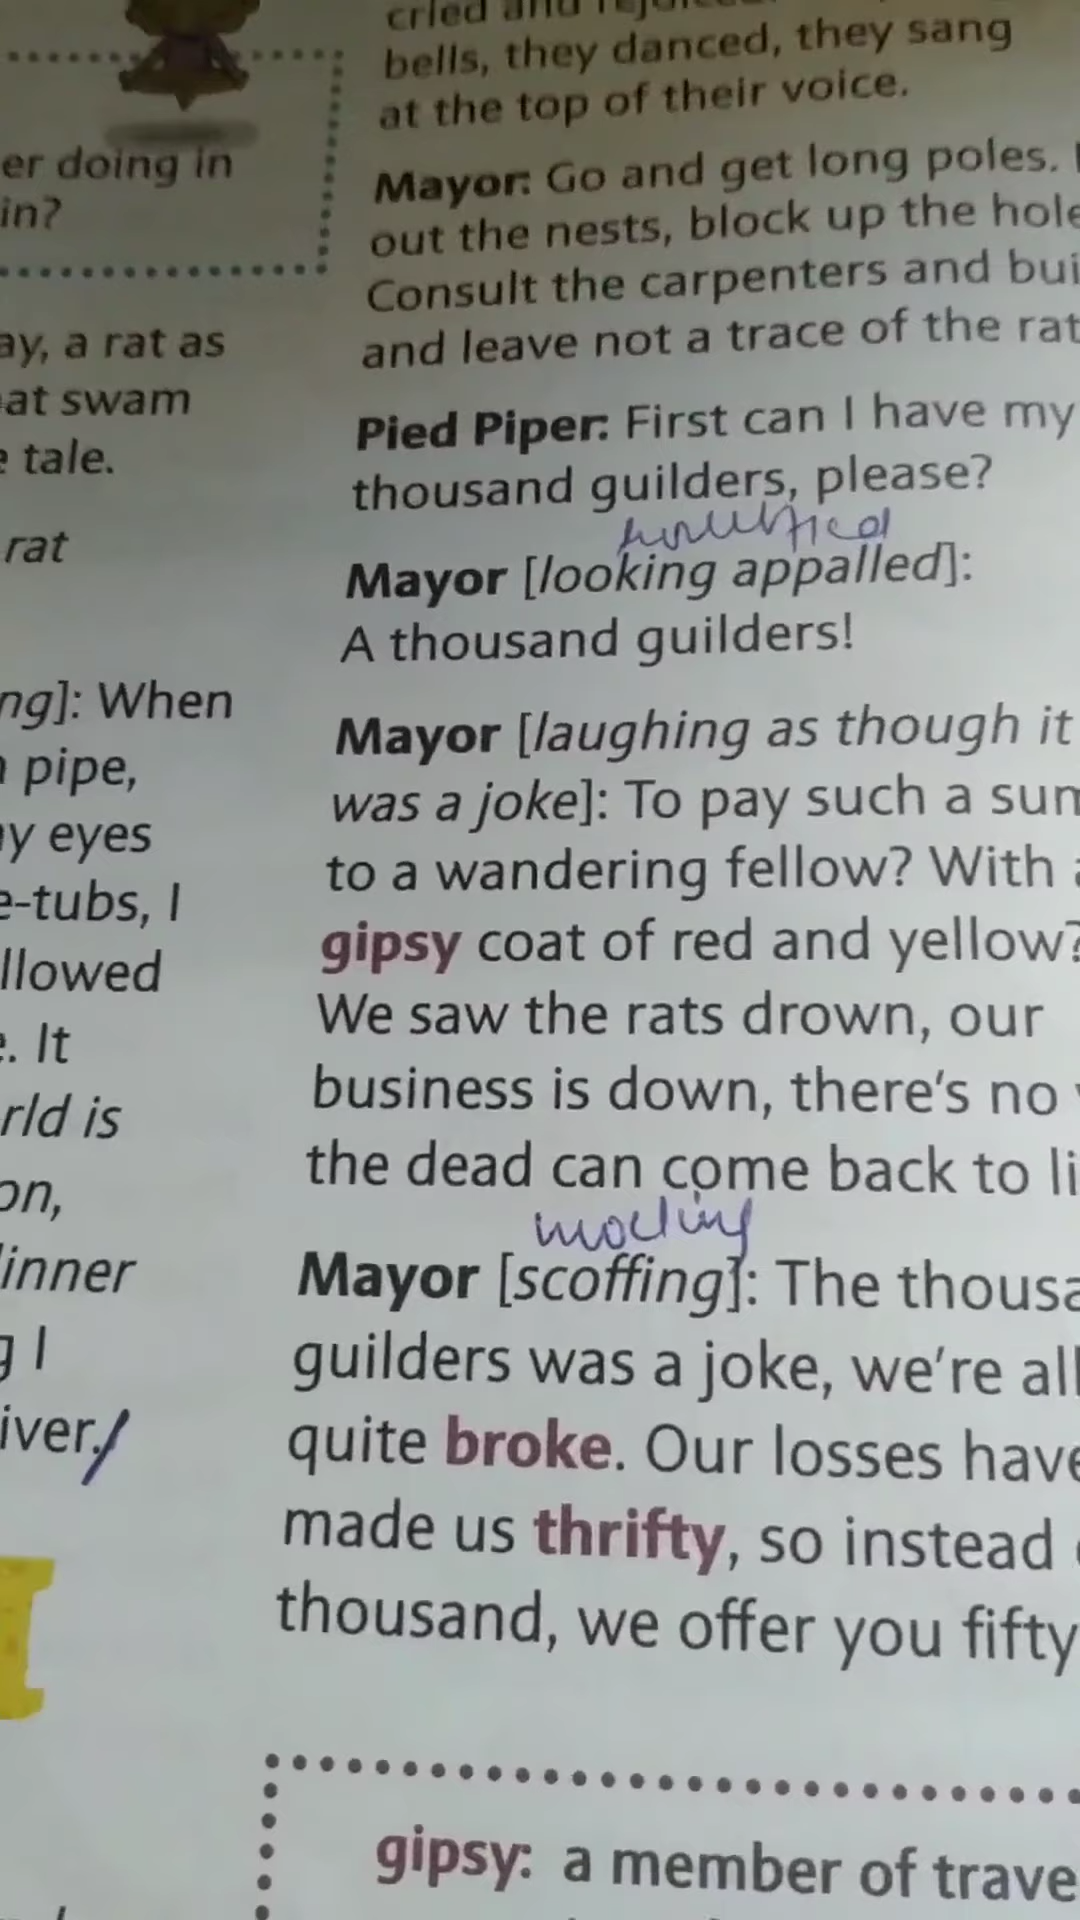 er doing in
in?
ay, a rat as
at swam
tale.
rat
ng]: When
pipe,
y eyes
e-tubs, I
llowed
e. It
rld is
on,
inner
g I
iver.
cried and
bells, they danced, they sang
at the top of their voice.
Mayor: Go and get long poles.
out the nests, block up the hole
Consult the carpenters and bui
and leave not a trace of the rat
Pied Piper: First can I have my
thousand guilders, please?
Mayor [looking appalled]:
A thousand guilders!
Mayor [laughing as though it
was a joke]: To pay such a sum
to a wandering fellow? With a
gipsy coat of red and yellow?
We saw the rats drown, our
business is down, there's no
the dead can come back to li
mocking
Mayor [scoffing]: The thousa
guilders was a joke, we're all
quite broke. Our losses have
made us thrifty, so instead
thousand, we offer you fifty
gipsy: a member of trave